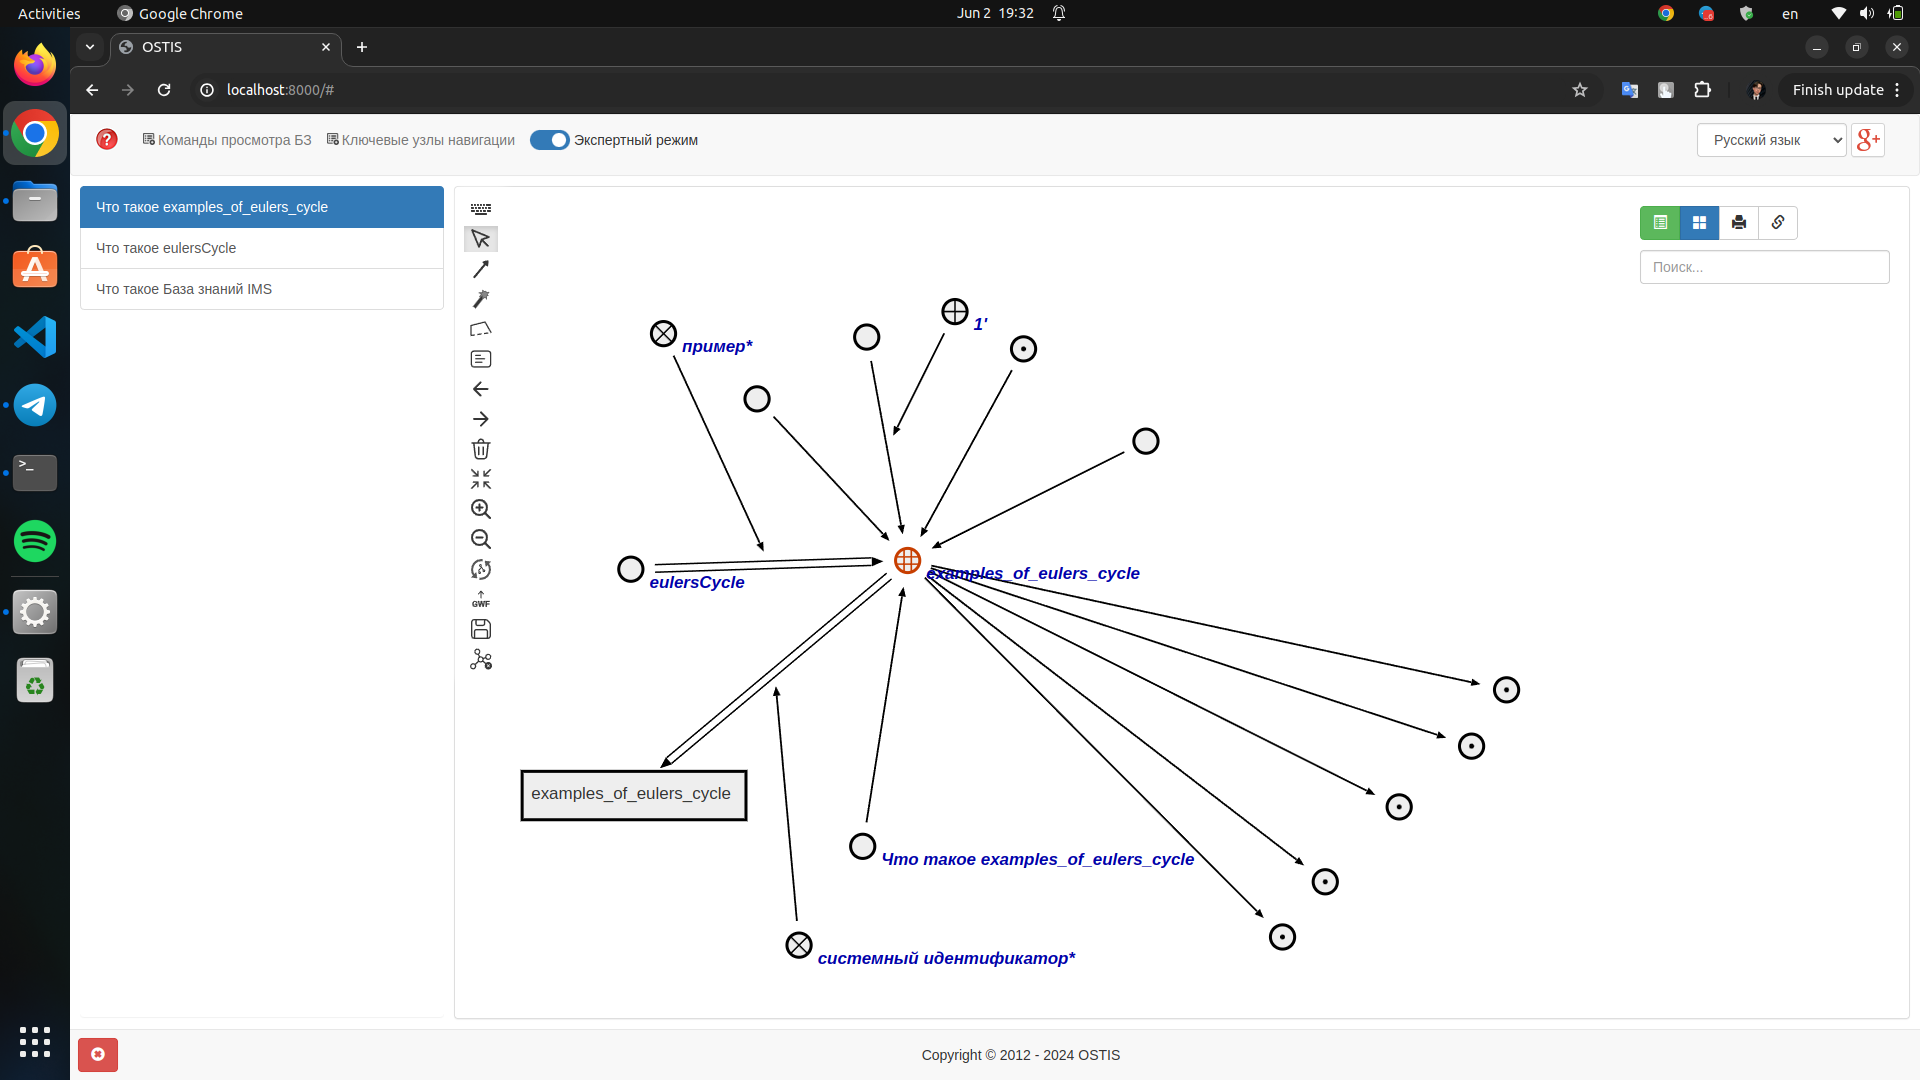 Activities
Google Chrome
Jun 2 19:32
en
OSTIS
localhost:8000/#
Finish update
Команды просмотра БЗ
Ключевые узлы навигации
Экспертный режим
Русский язык
g+
Что такое examples_of_eulers_cycle
Что такое eulersCycle
Что такое База знаний IMS
Поиск...
1'
пример*
eulersCycle
examples_of_eulers_cycle
GWF
examples_of_eulers_cycle
Что такое examples_of_eulers_cycle
системный идентификатор*
Copyright © 2012 - 2024 OSTIS